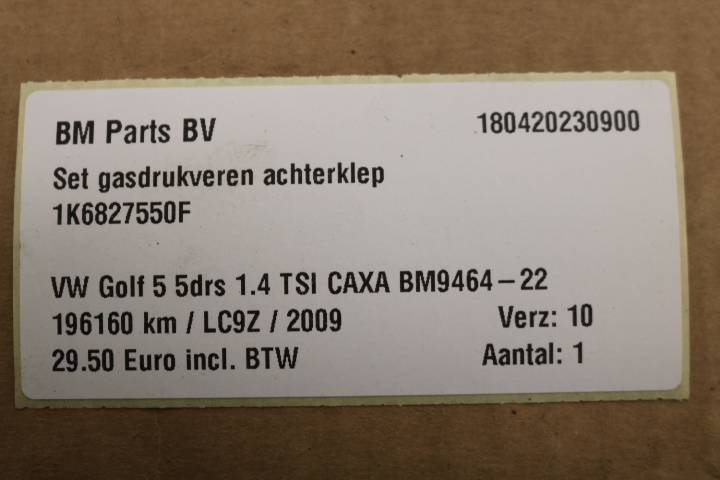 BM Parts BV 180420230900
Set gasdrukveren achterklep
1K6827550F
VW Golf 5 5drs 1.4 TSI CAXA BM9464-22
196160 km / LC9Z / 2009 Verz: 10
29.50 Euro incl. BTW Aantal: 1